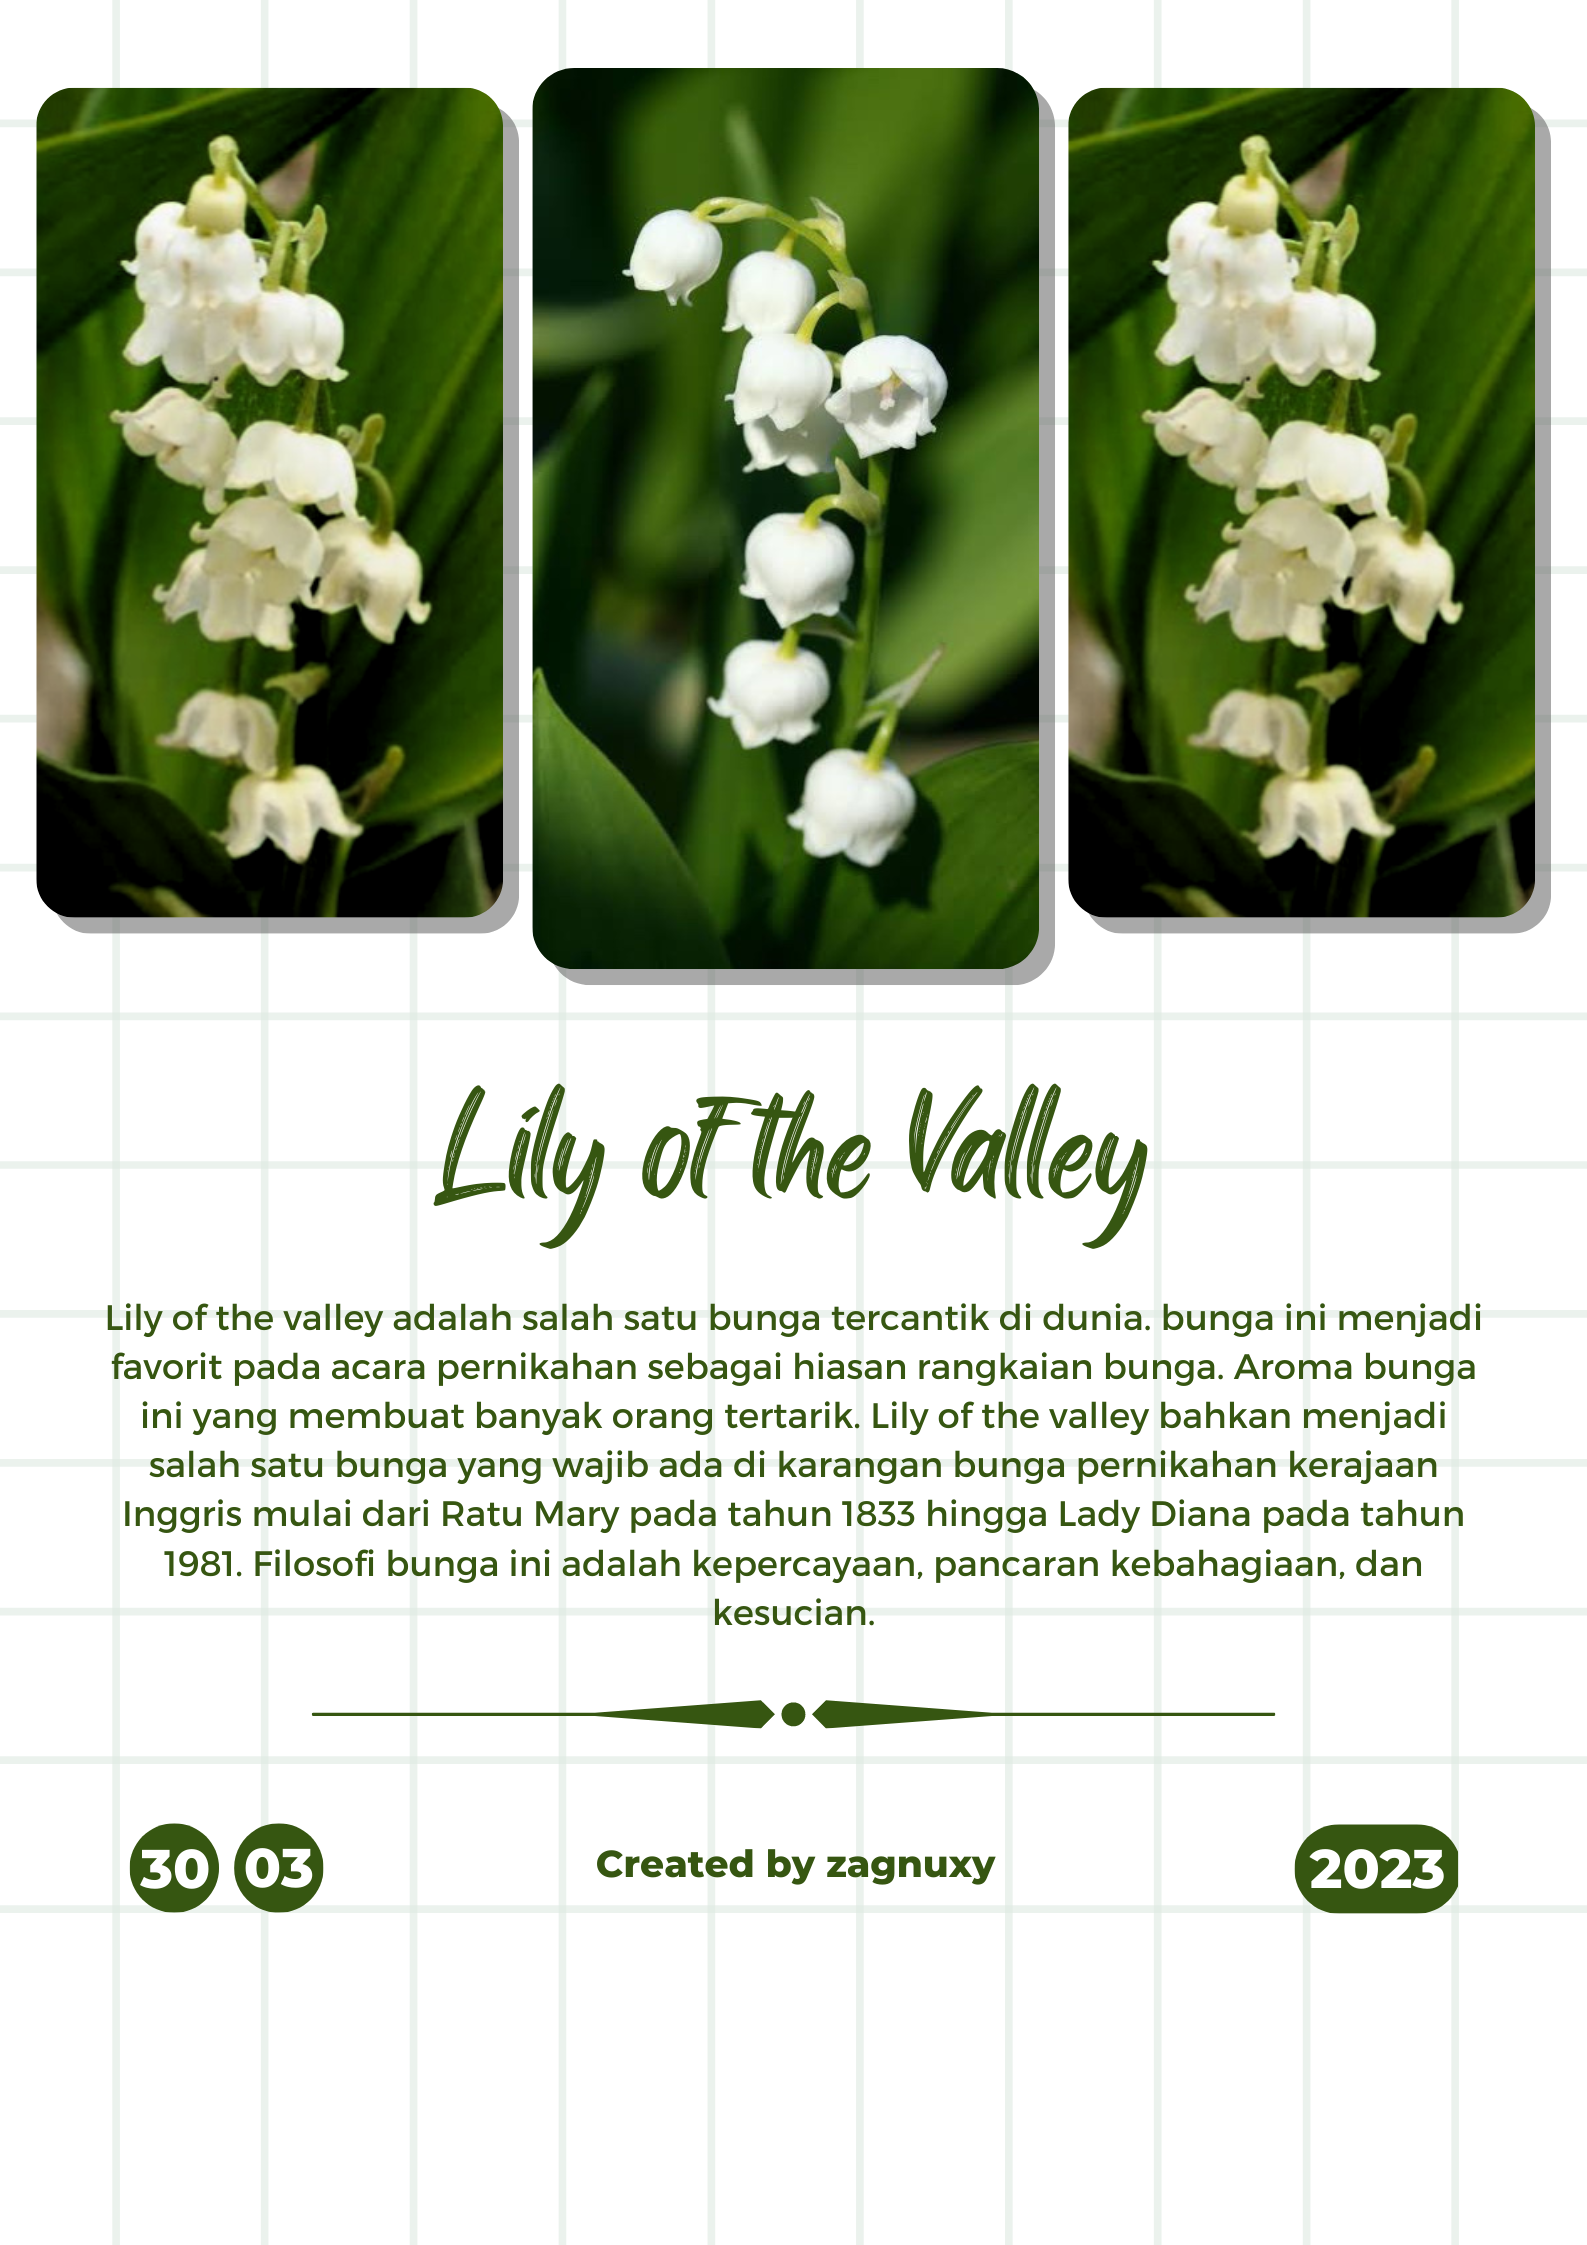 Lily of the Valley
Lily of the valley adalah salah satu bunga tercantik di dunia. bunga ini menjadi
favorit pada acara pernikahan sebagai hiasan rangkaian bunga. Aroma bunga
ini yang membuat banyak orang tertarik. Lily of the valley bahkan menjadi
salah satu bunga yang wajib ada di karangan bunga pernikahan kerajaan
Inggris mulai dari Ratu Mary pada tahun 1833 hingga Lady Diana pada tahun
1981. Filosofi bunga ini adalah kepercayaan, pancaran kebahagiaan, dan
kesucian.
30 03 Created by zagnuxy 2023